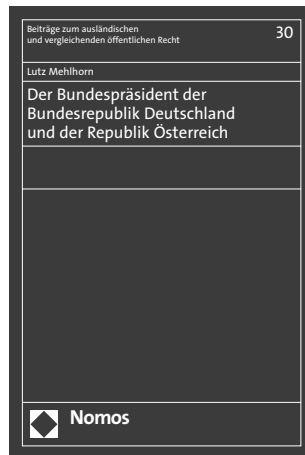 Beiträge zum ausländischen
und vergleichenden öffentlichen Recht
30
Lutz Mehlhorn
Der Bundespräsident der
Bundesrepublik Deutschland
und der Republik Österreich
Nomos